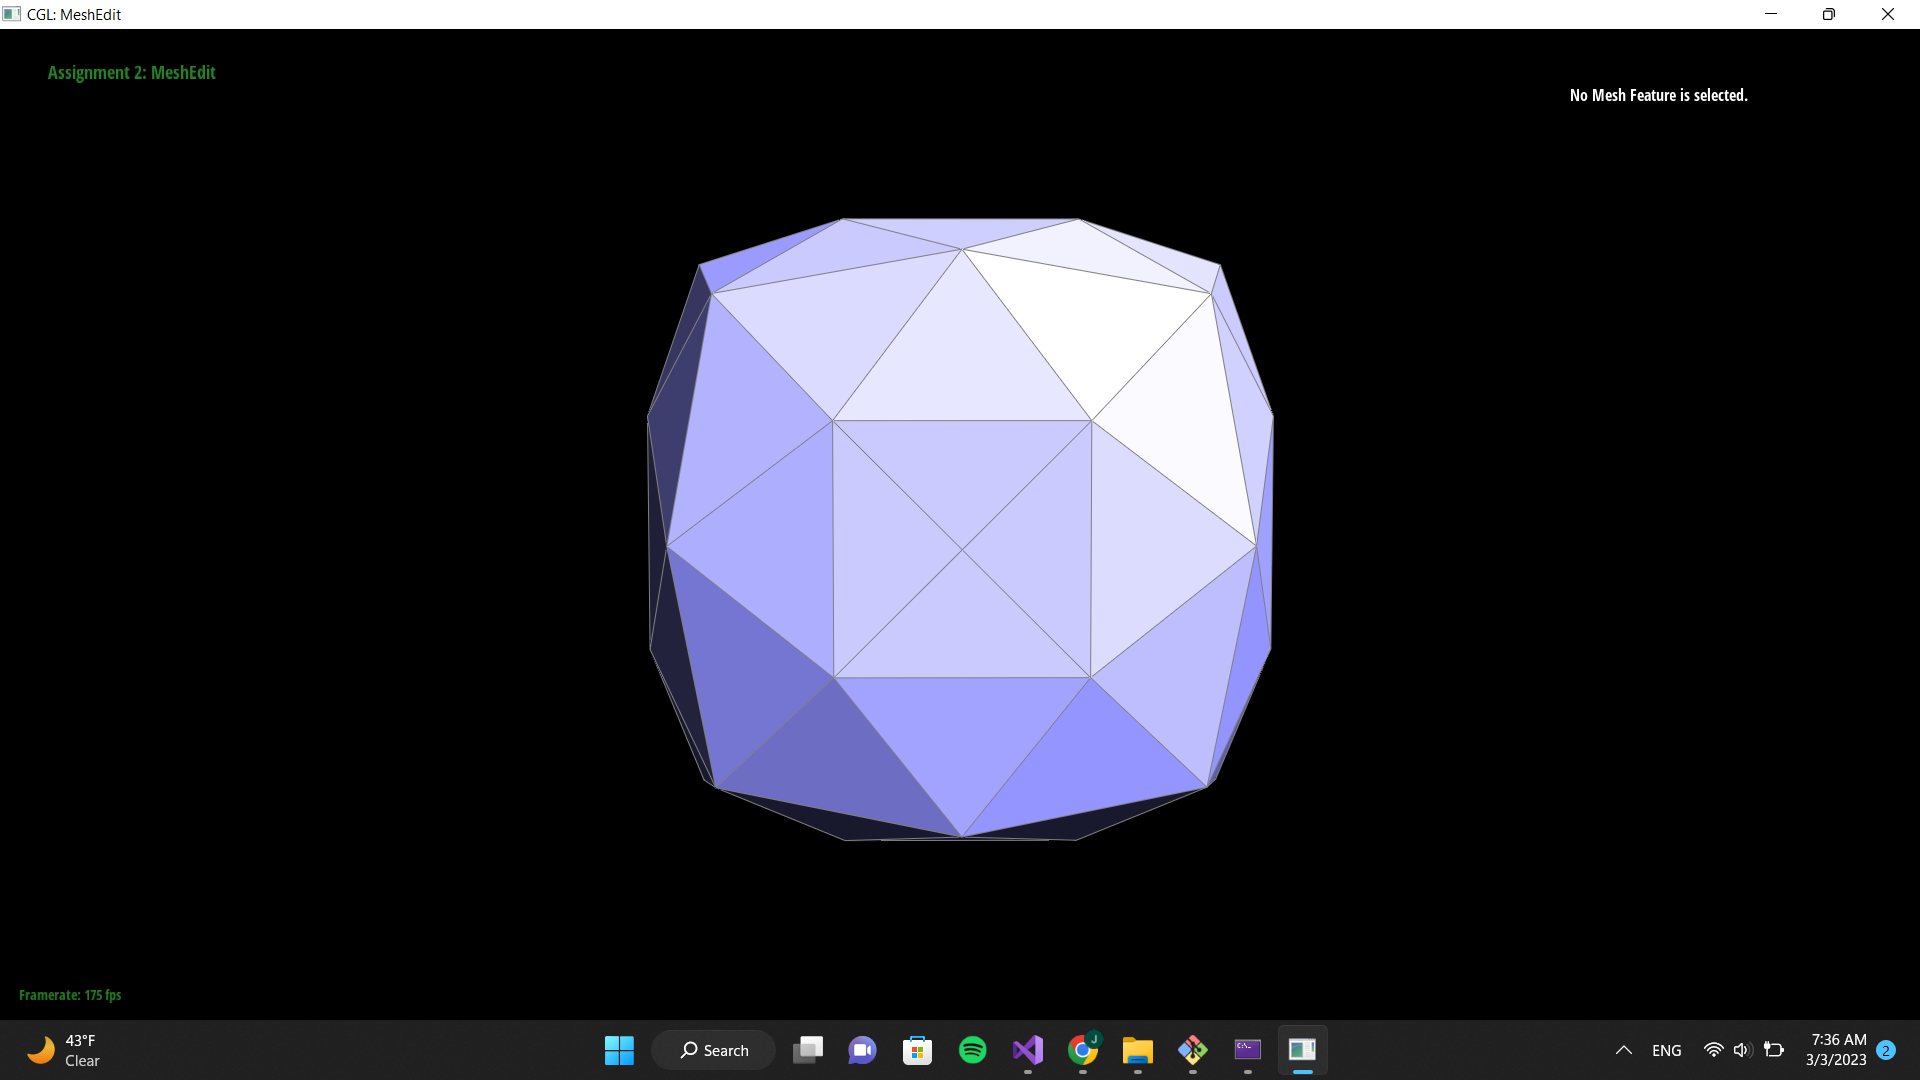 CGL: MeshEdit
Assignment 2: MeshEdit
No Mesh Feature is selected.
Framerate: 175 fps
43°F
Clear
Search
J
C:\-
ENG
7:36 AM
3/3/2023
2